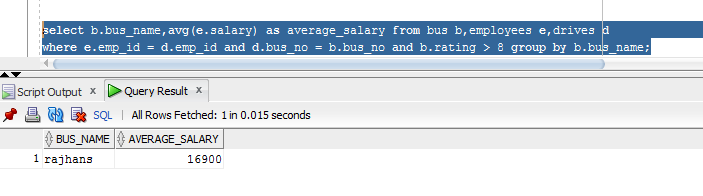 select b.bus_name,avg(e.salary) as average_salary from bus b,employees e,drives d
where e.emp_id = d.emp_id and d.bus_no = b.bus_no and b.rating > 8 group by b.bus_name;
Script Output x Query Result x
SQL | All Rows Fetched: 1 in 0.015 seconds
BUS_NAME AVERAGE_SALARY
1 rajhans 16900